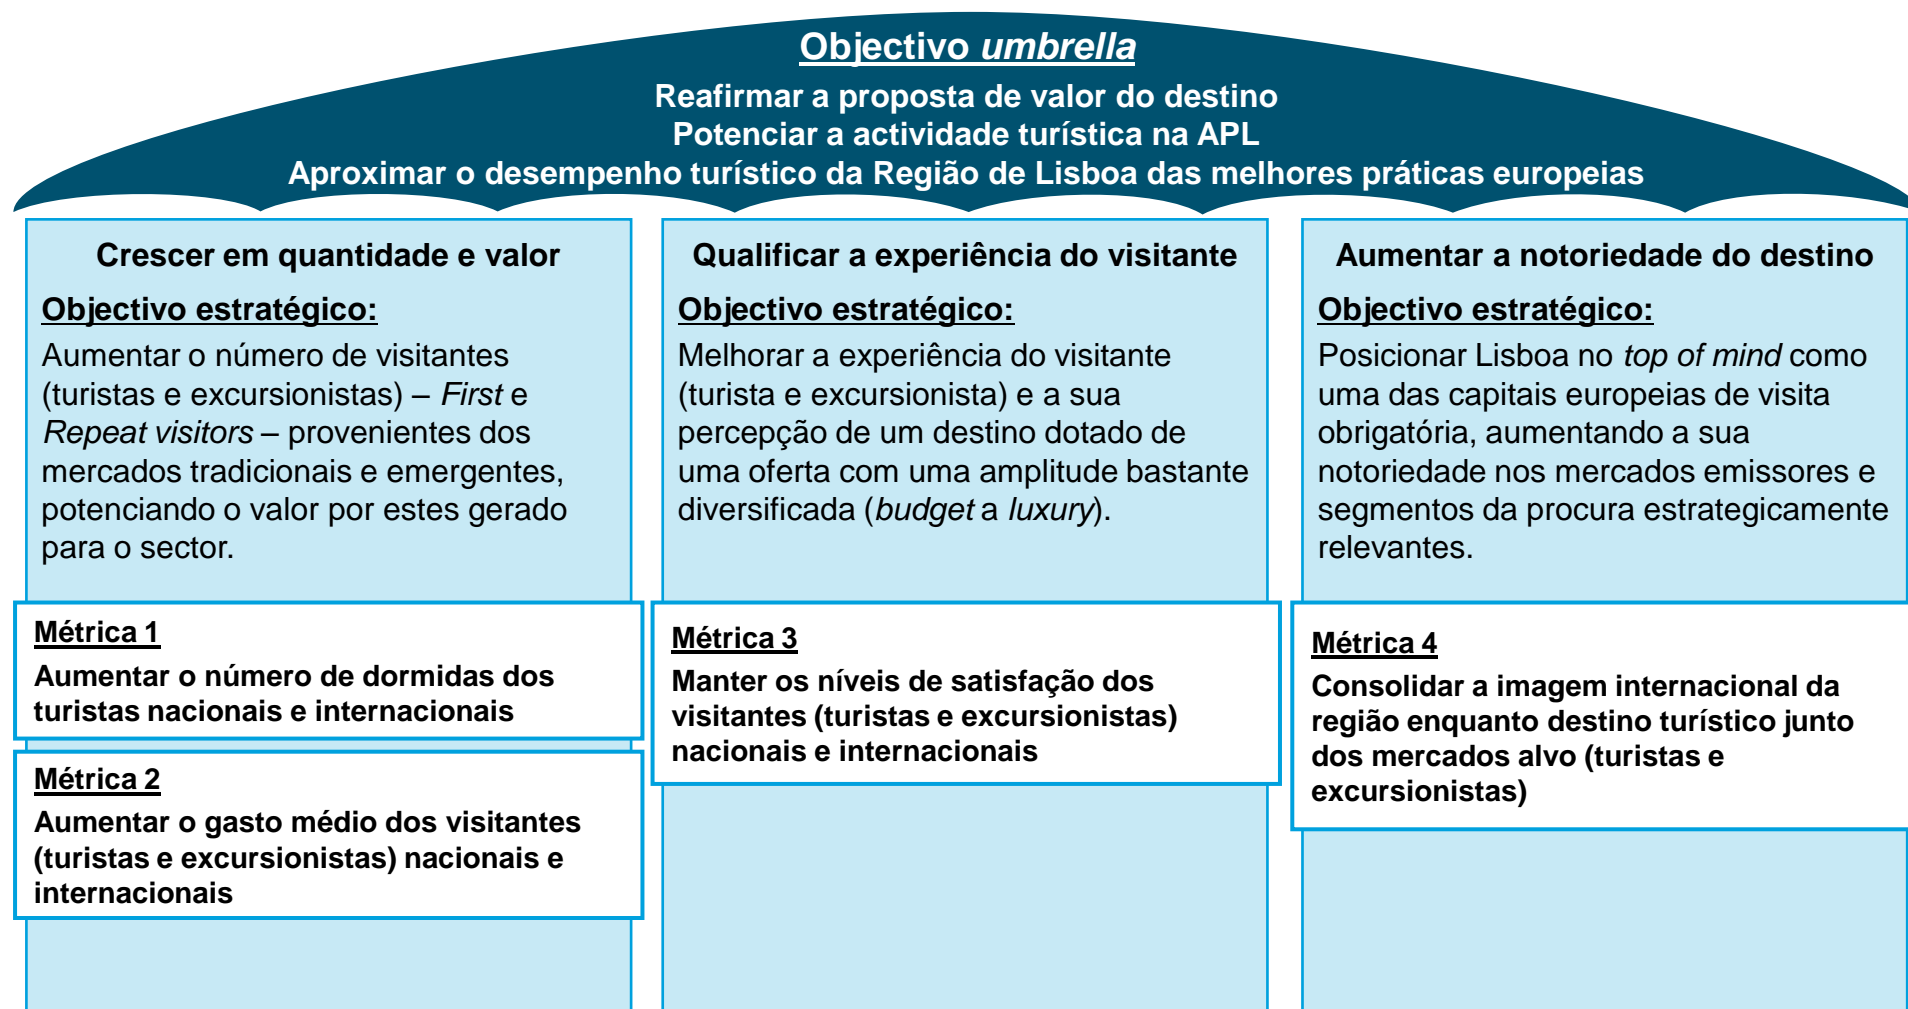 Objectivo umbrella
Reafirmar a proposta de valor do destino
Potenciar a actividade turística na APL
Aproximar o desempenho turístico da Região de Lisboa das melhores práticas europeias
Crescer em quantidade e valor
Objectivo estratégico:
Aumentar o número de visitantes
(turistas e excursionistas) – First e
Repeat visitors – provenientes dos
mercados tradicionais e emergentes,
potenciando o valor por estes gerado
para o sector.
Métrica 1
Aumentar o número de dormidas dos
turistas nacionais e internacionais
Métrica 2
Aumentar o gasto médio dos visitantes
(turistas e excursionistas) nacionais e
internacionais
Qualificar a experiência do visitante
Objectivo estratégico:
Melhorar a experiência do visitante
(turista e excursionista) e a sua
percepção de um destino dotado de
uma oferta com uma amplitude bastante
diversificada (budget a luxury).
Métrica 3
Manter os níveis de satisfação dos
visitantes (turistas e excursionistas)
nacionais e internacionais
Aumentar a notoriedade do destino
Objectivo estratégico:
Posicionar Lisboa no top of mind como
uma das capitais europeias de visita
obrigatória, aumentando a sua
notoriedade nos mercados emissores e
segmentos da procura estrategicamente
relevantes.
Métrica 4
Consolidar a imagem internacional da
região enquanto destino turístico junto
dos mercados alvo (turistas e
excursionistas)